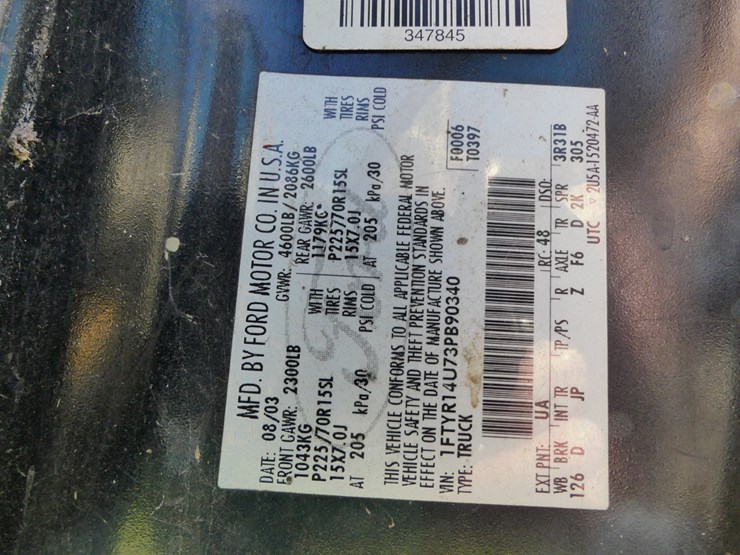 347845
MFD. BY FORD MOTOR CO. IN U.S.A.
DATE: 08/03 GVWR: 4600LB/ 2086KG
FRONT GAWR: 2300LB REAR GAWR: 2600LB
1043KG WITH 1179KG WITH
P225/70R15SL TIRES P225770R15SL TIRES
15X7.0J RIMS 15X7.0J RIMS
AT 205 kPa/30 PSI COLD AT 205 kPa/30 PSI COLD
Ford
THIS VEHICLE CONFORMS TO ALL APPLICABLE FEDERAL MOTOR
VEHICLE SAFETY AND THEFT PREVENTION STANDARDS IN
EFFECT ON THE DATE OF MANUFACTURE SHOWN ABOVE.
VIN: 1FTYR14U73PB90340 F0006
TYPE: TRUCK T0397
EXT PNT: UA RC: 48 DSO:
WB BRK INT TR TP/PS R AXLE TR SPR 3R31B
126 D JP Z F6 D 2K 305
UTC ▽ 2U5A-1520472-AA